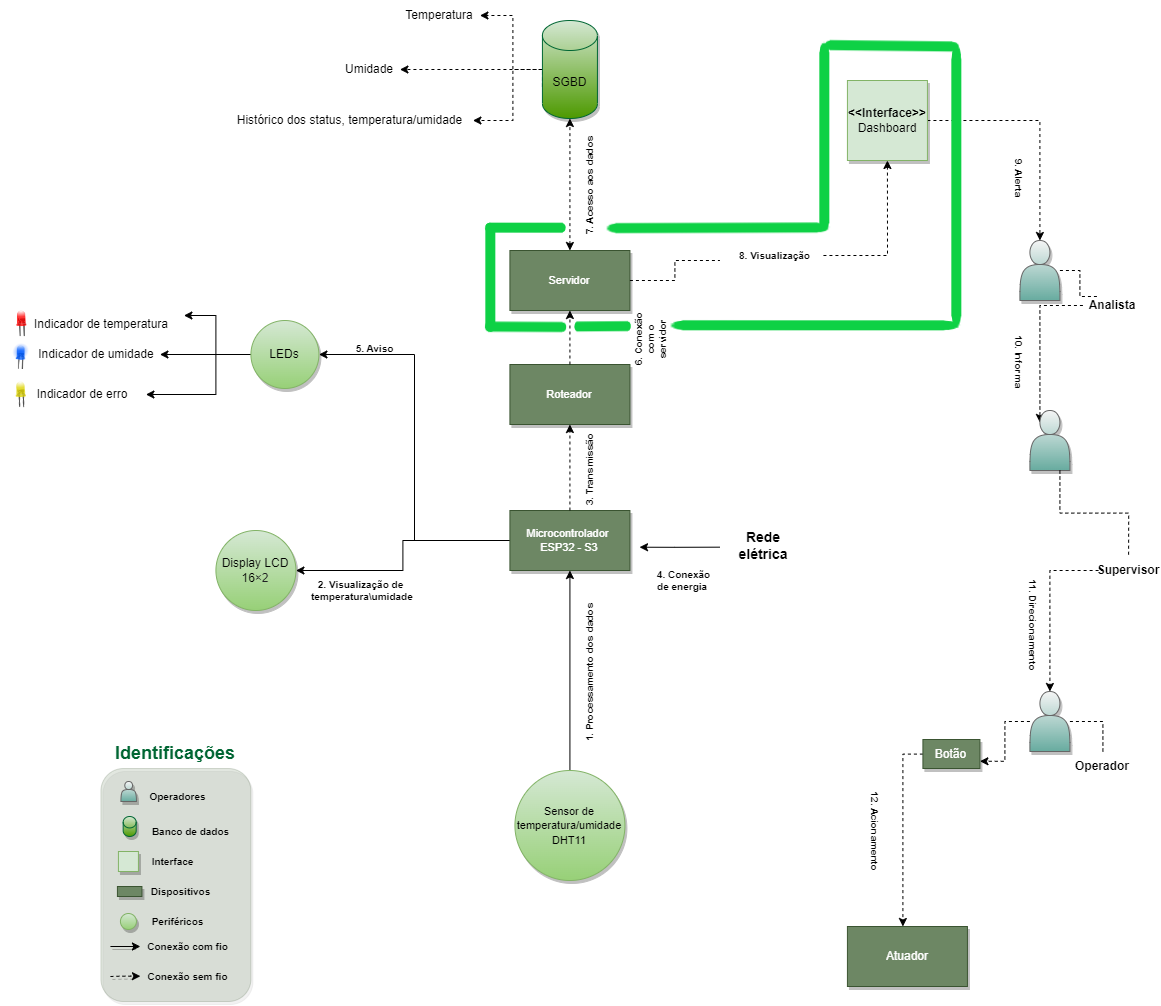 Temperatura
Umidade
Histórico dos status, temperatura/umidade
SGBD
<<Interface>>
Dashboard
7. Acesso aos dados
9. Alerta
Servidor
8. Visualização
Analista
6. Conexão
com o
servidor
Indicador de temperatura
Indicador de umidade
Indicador de erro
LEDs
5. Aviso
Roteador
10. Informa
3. Transmissão
Microcontrolador
ESP32 - S3
Rede
elétrica
4. Conexão
de energia
Display LCD
16×2
2. Visualização de
temperatura\umidade
Supervisor
11. Direcionamento
1. Processamento dos dados
Botão
Operador
12. Acionamento
Sensor de
temperatura/umidade
DHT11
Atuador
Identificações
Operadores
Banco de dados
Interface
Dispositivos
Periféricos
Conexão com fio
Conexão sem fio